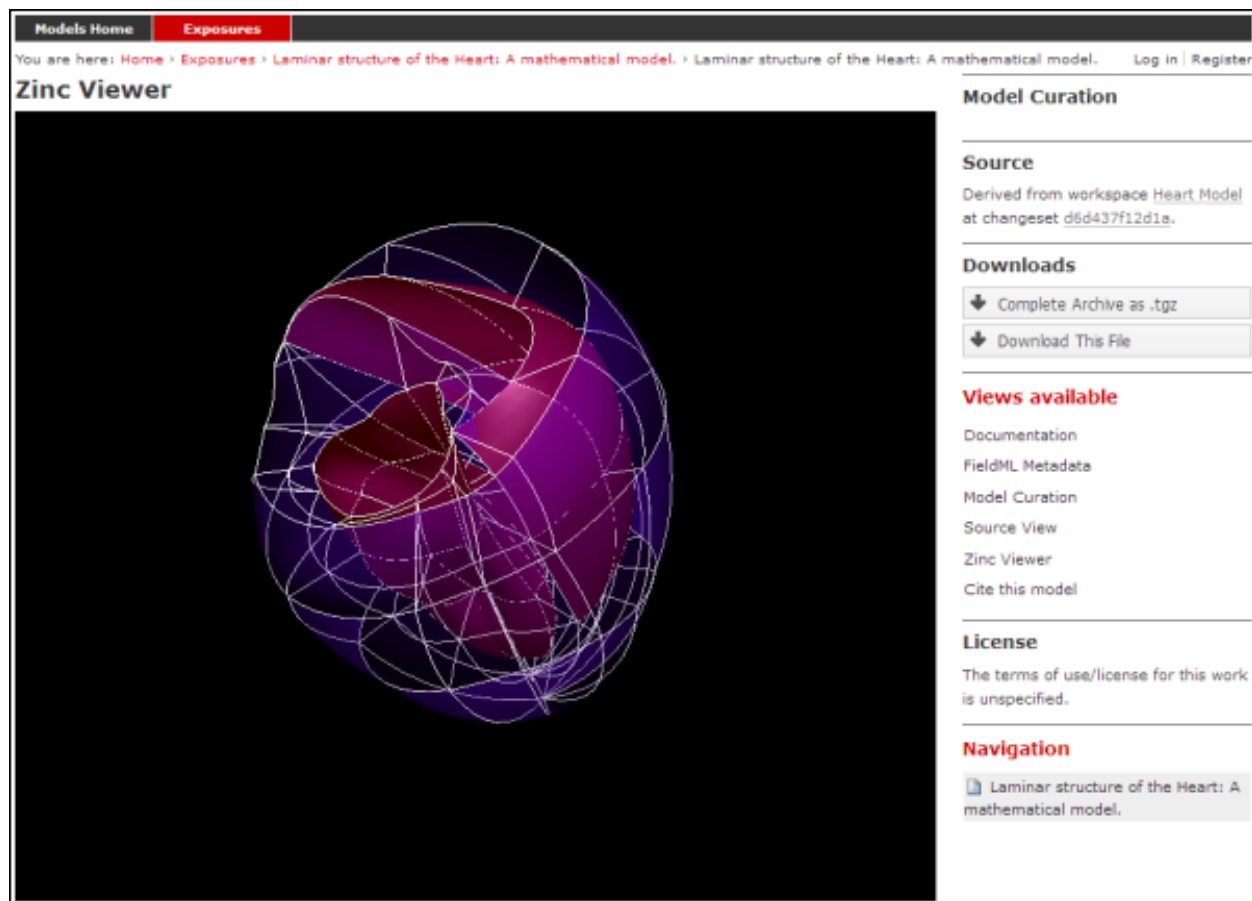 Models Home Exposures
You are here: Home › Exposures › Laminar structure of the Heart: A mathematical model. › Laminar structure of the Heart: A mathematical model. Log in | Register
Zinc Viewer
Model Curation
Source
Derived from workspace Heart Model
at changeset d6d437f12d1a.
Downloads
Complete Archive as .tgz
Download This File
Views available
Documentation
FieldML Metadata
Model Curation
Source View
Zinc Viewer
Cite this model
License
The terms of use/license for this work
is unspecified.
Navigation
Laminar structure of the Heart: A
mathematical model.